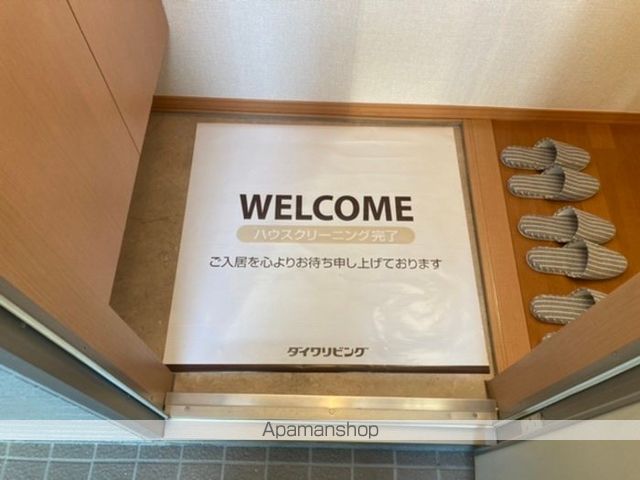 WELCOME
ハウスクリーニング完了
ご入居を心よりお待ち申し上げております
ダイワリビング
Apamanshop